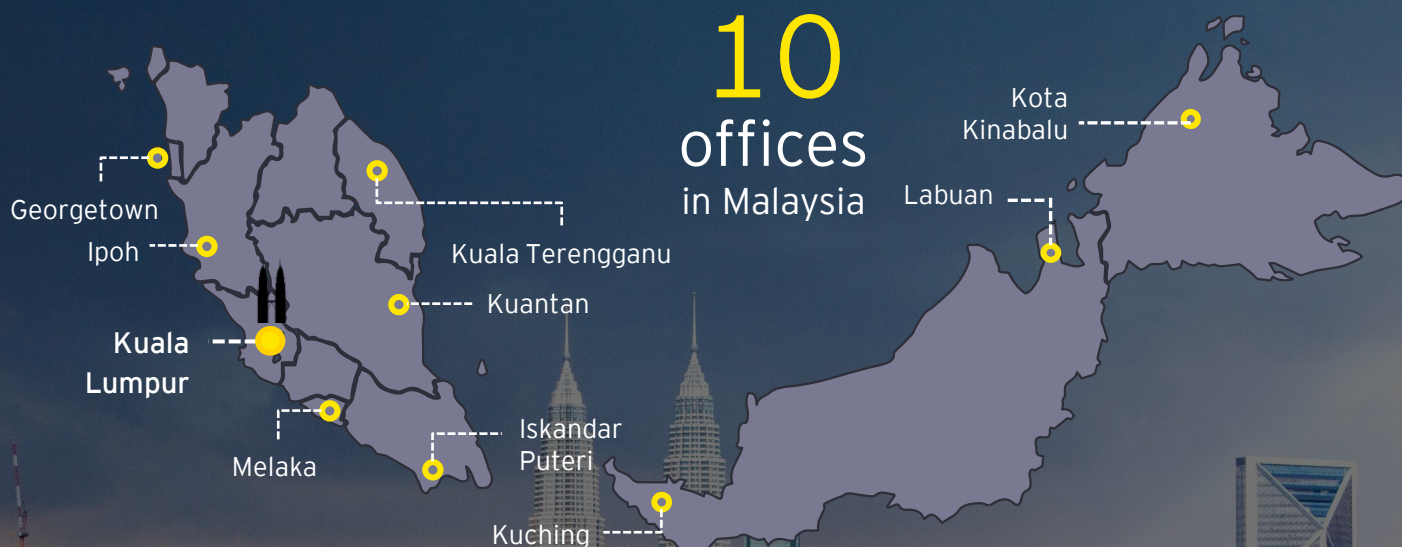 10
offices
in Malaysia
Kota
Kinabalu
Labuan
Georgetown
Ipoh
Kuala Terengganu
Kuantan
Kuala
Lumpur
Melaka
Iskandar
Puteri
Kuching